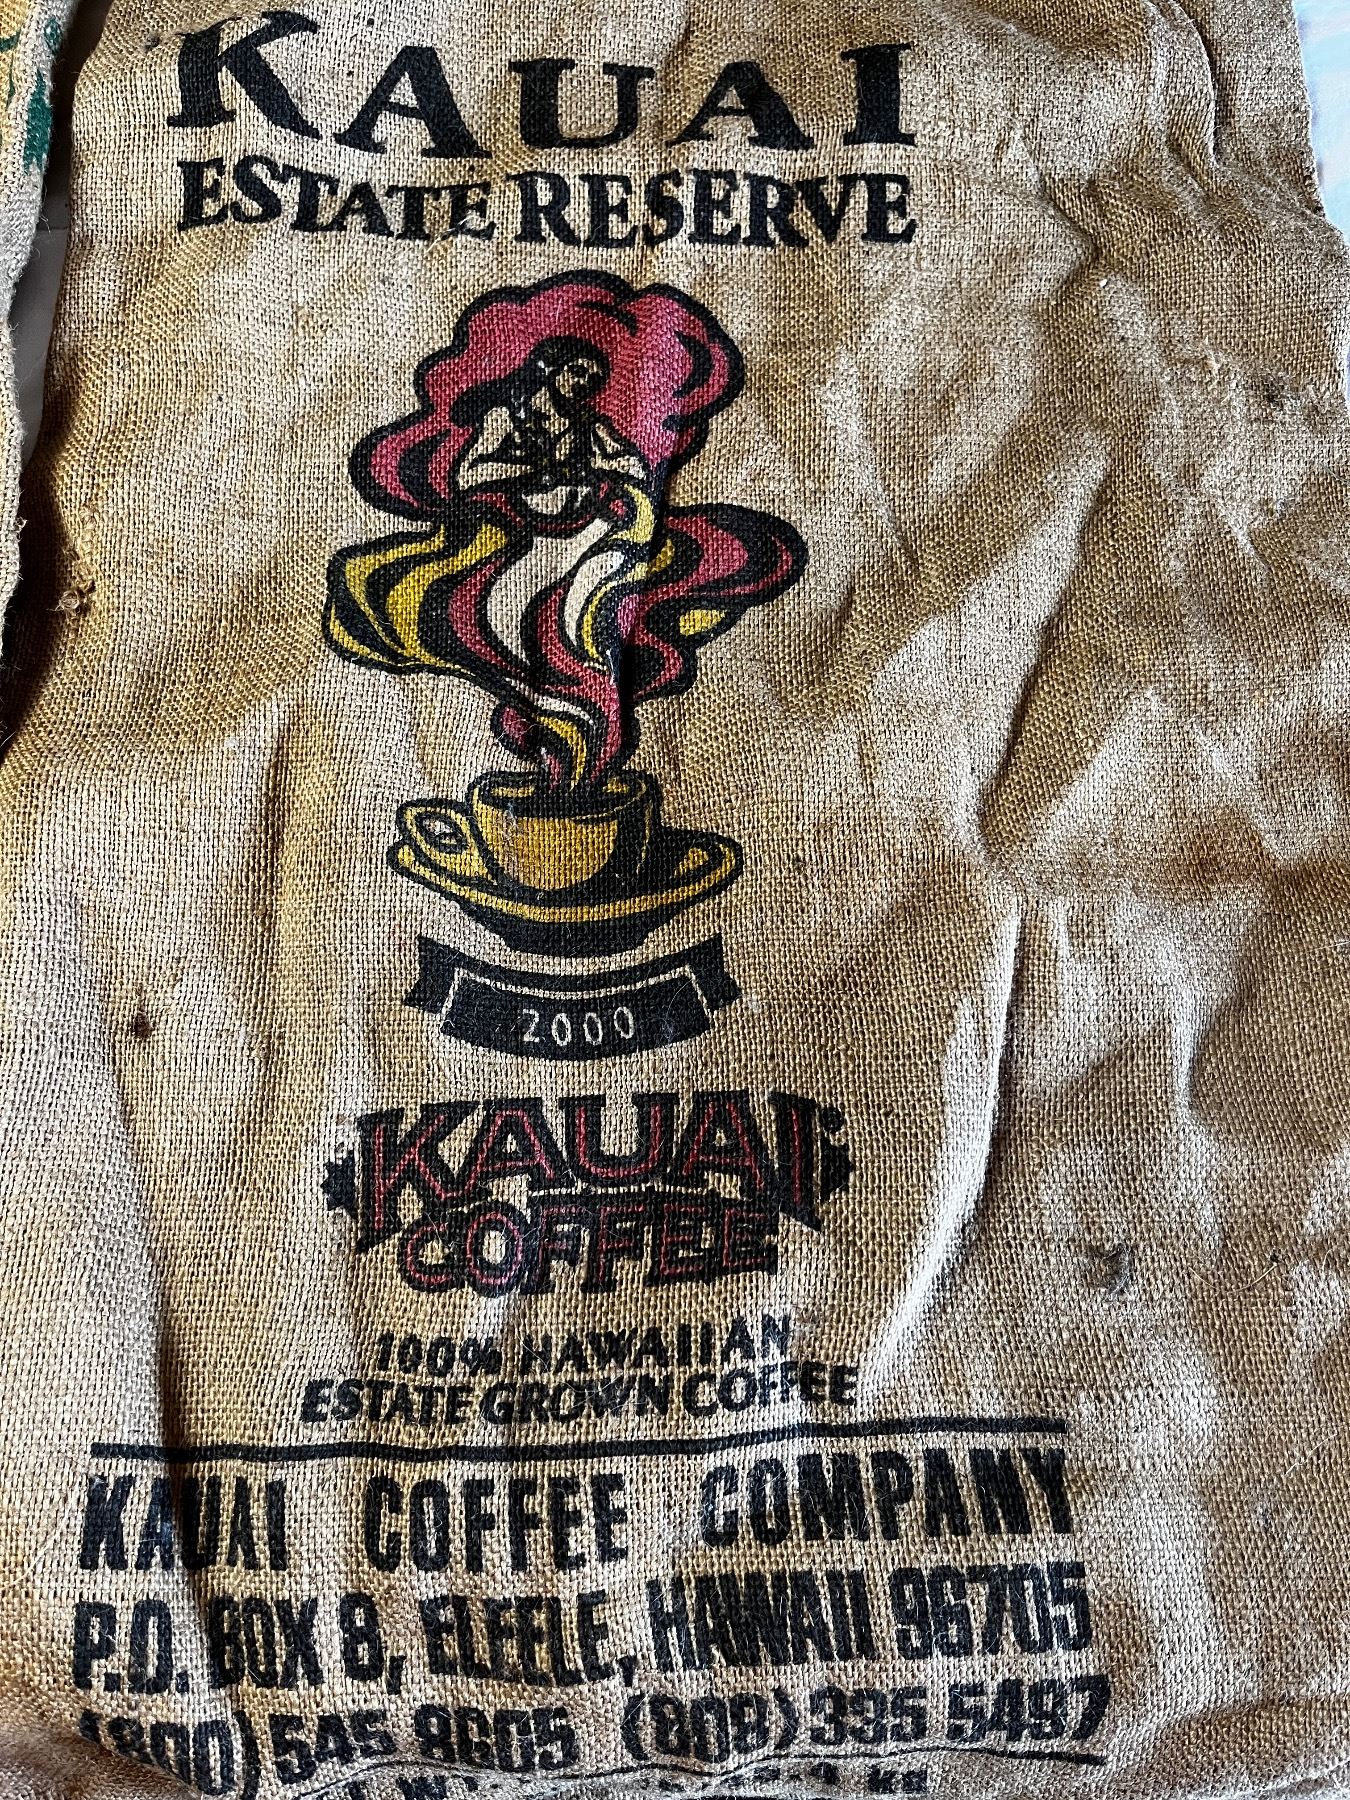 KAUAI
ESTATE RESERVE
2000
KAUAI
COFFEE
100% HAWAIIAN
ESTATE GROWN COFFEE
KAUAI COFFEE COMPANY
P.O. BOX 8, ELEELE, HAWAII 96705
(800) 545 8605 (808) 335 5497
kg